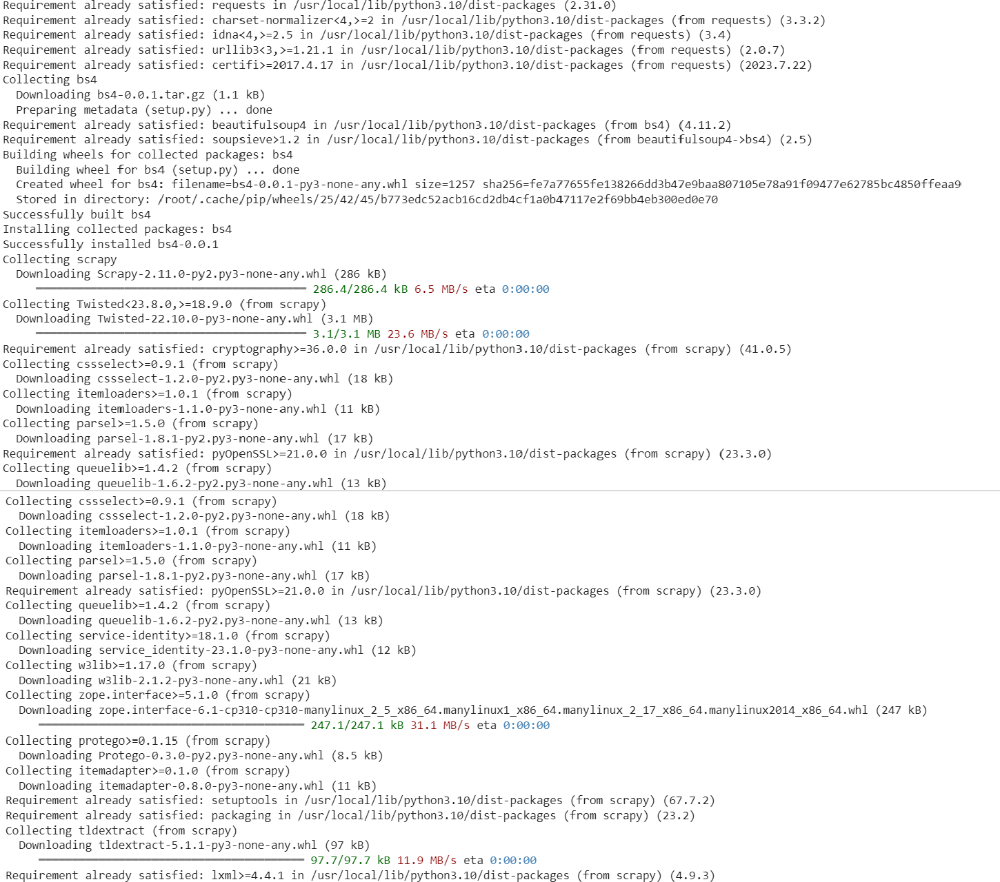 Requirement already satisfied: requests in /usr/local/lib/python3.10/dist-packages (2.31.0)
Requirement already satisfied: charset-normalizer<4,>=2 in /usr/local/lib/python3.10/dist-packages (from requests) (3.3.2)
Requirement already satisfied: idna<4,>=2.5 in /usr/local/lib/python3.10/dist-packages (from requests) (3.4)
Requirement already satisfied: urllib3<3,>=1.21.1 in /usr/local/lib/python3.10/dist-packages (from requests) (2.0.7)
Requirement already satisfied: certifi>=2017.4.17 in /usr/local/lib/python3.10/dist-packages (from requests) (2023.7.22)
Collecting bs4
  Downloading bs4-0.0.1.tar.gz (1.1 kB)
  Preparing metadata (setup.py) ... done
Requirement already satisfied: beautifulsoup4 in /usr/local/lib/python3.10/dist-packages (from bs4) (4.11.2)
Requirement already satisfied: soupsieve>1.2 in /usr/local/lib/python3.10/dist-packages (from beautifulsoup4->bs4) (2.5)
Building wheels for collected packages: bs4
  Building wheel for bs4 (setup.py) ... done
  Created wheel for bs4: filename=bs4-0.0.1-py3-none-any.whl size=1257 sha256=fe7a77655fe138266dd3b47e9baa807105e78a91f09477e62785bc4850ffeaa9
  Stored in directory: /root/.cache/pip/wheels/25/42/45/b773edc52acb16cd2db4cf1a0b47117e2f69bb4eb300ed0e70
Successfully built bs4
Installing collected packages: bs4
Successfully installed bs4-0.0.1
Collecting scrapy
  Downloading Scrapy-2.11.0-py2.py3-none-any.whl (286 kB)
     286.4/286.4 kB 6.5 MB/s eta 0:00:00
Collecting Twisted<23.8.0,>=18.9.0 (from scrapy)
  Downloading Twisted-22.10.0-py3-none-any.whl (3.1 MB)
     3.1/3.1 MB 23.6 MB/s eta 0:00:00
Requirement already satisfied: cryptography>=36.0.0 in /usr/local/lib/python3.10/dist-packages (from scrapy) (41.0.5)
Collecting cssselect>=0.9.1 (from scrapy)
  Downloading cssselect-1.2.0-py2.py3-none-any.whl (18 kB)
Collecting itemloaders>=1.0.1 (from scrapy)
  Downloading itemloaders-1.1.0-py3-none-any.whl (11 kB)
Collecting parsel>=1.5.0 (from scrapy)
  Downloading parsel-1.8.1-py2.py3-none-any.whl (17 kB)
Requirement already satisfied: pyOpenSSL>=21.0.0 in /usr/local/lib/python3.10/dist-packages (from scrapy) (23.3.0)
Collecting queuelib>=1.4.2 (from scrapy)
  Downloading queuelib-1.6.2-py2.py3-none-any.whl (13 kB)
Collecting cssselect>=0.9.1 (from scrapy)
  Downloading cssselect-1.2.0-py2.py3-none-any.whl (18 kB)
Collecting itemloaders>=1.0.1 (from scrapy)
  Downloading itemloaders-1.1.0-py3-none-any.whl (11 kB)
Collecting parsel>=1.5.0 (from scrapy)
  Downloading parsel-1.8.1-py2.py3-none-any.whl (17 kB)
Requirement already satisfied: pyOpenSSL>=21.0.0 in /usr/local/lib/python3.10/dist-packages (from scrapy) (23.3.0)
Collecting queuelib>=1.4.2 (from scrapy)
  Downloading queuelib-1.6.2-py2.py3-none-any.whl (13 kB)
Collecting service-identity>=18.1.0 (from scrapy)
  Downloading service_identity-23.1.0-py3-none-any.whl (12 kB)
Collecting w3lib>=1.17.0 (from scrapy)
  Downloading w3lib-2.1.2-py3-none-any.whl (21 kB)
Collecting zope.interface>=5.1.0 (from scrapy)
  Downloading zope.interface-6.1-cp310-cp310-manylinux_2_5_x86_64.manylinux1_x86_64.manylinux_2_17_x86_64.manylinux2014_x86_64.whl (247 kB)
     247.1/247.1 kB 31.1 MB/s eta 0:00:00
Collecting protego>=0.1.15 (from scrapy)
  Downloading Protego-0.3.0-py2.py3-none-any.whl (8.5 kB)
Collecting itemadapter>=0.1.0 (from scrapy)
  Downloading itemadapter-0.8.0-py3-none-any.whl (11 kB)
Requirement already satisfied: setuptools in /usr/local/lib/python3.10/dist-packages (from scrapy) (67.7.2)
Requirement already satisfied: packaging in /usr/local/lib/python3.10/dist-packages (from scrapy) (23.2)
Collecting tldextract (from scrapy)
  Downloading tldextract-5.1.1-py3-none-any.whl (97 kB)
     97.7/97.7 kB 11.9 MB/s eta 0:00:00
Requirement already satisfied: lxml>=4.4.1 in /usr/local/lib/python3.10/dist-packages (from scrapy) (4.9.3)